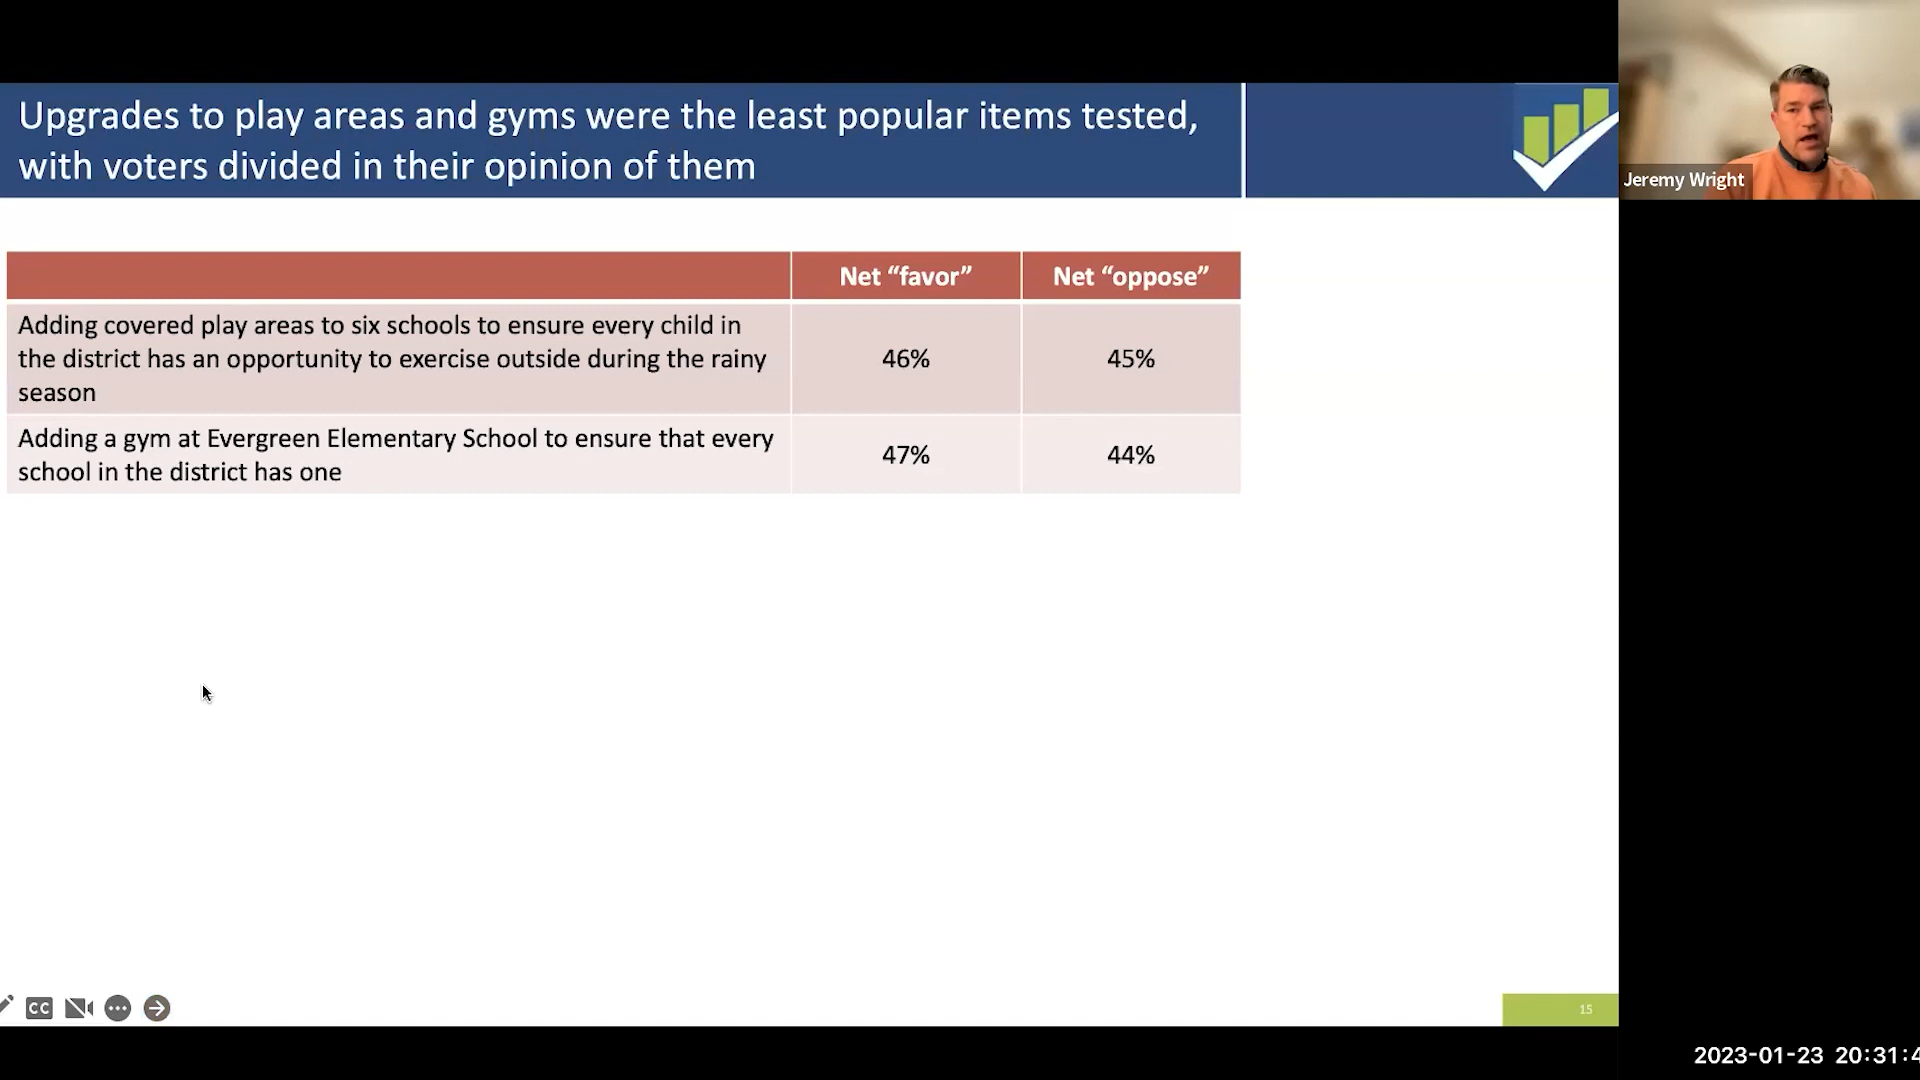 Upgrades to play areas and gyms were the least popular items tested,
with voters divided in their opinion of them
Jeremy Wright
Net “favor”
Net “oppose”
Adding covered play areas to six schools to ensure every child in
the district has an opportunity to exercise outside during the rainy
season
46%
45%
Adding a gym at Evergreen Elementary School to ensure that every
school in the district has one
47%
44%
CC
15
2023-01-23 20:31:4